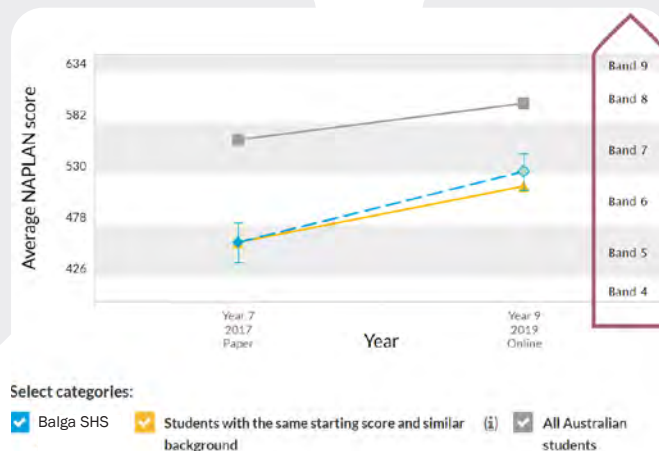 Average NAPLAN score
634
582
530
478
426
Band 9
Band 8
Band 7
Band 6
Band 5
Band 4
Year 7
2017
Paper
Year 9
2019
Online
Year
Select categories:
Balga SHS
Students with the same starting score and similar
background
(i)
All Australian
students